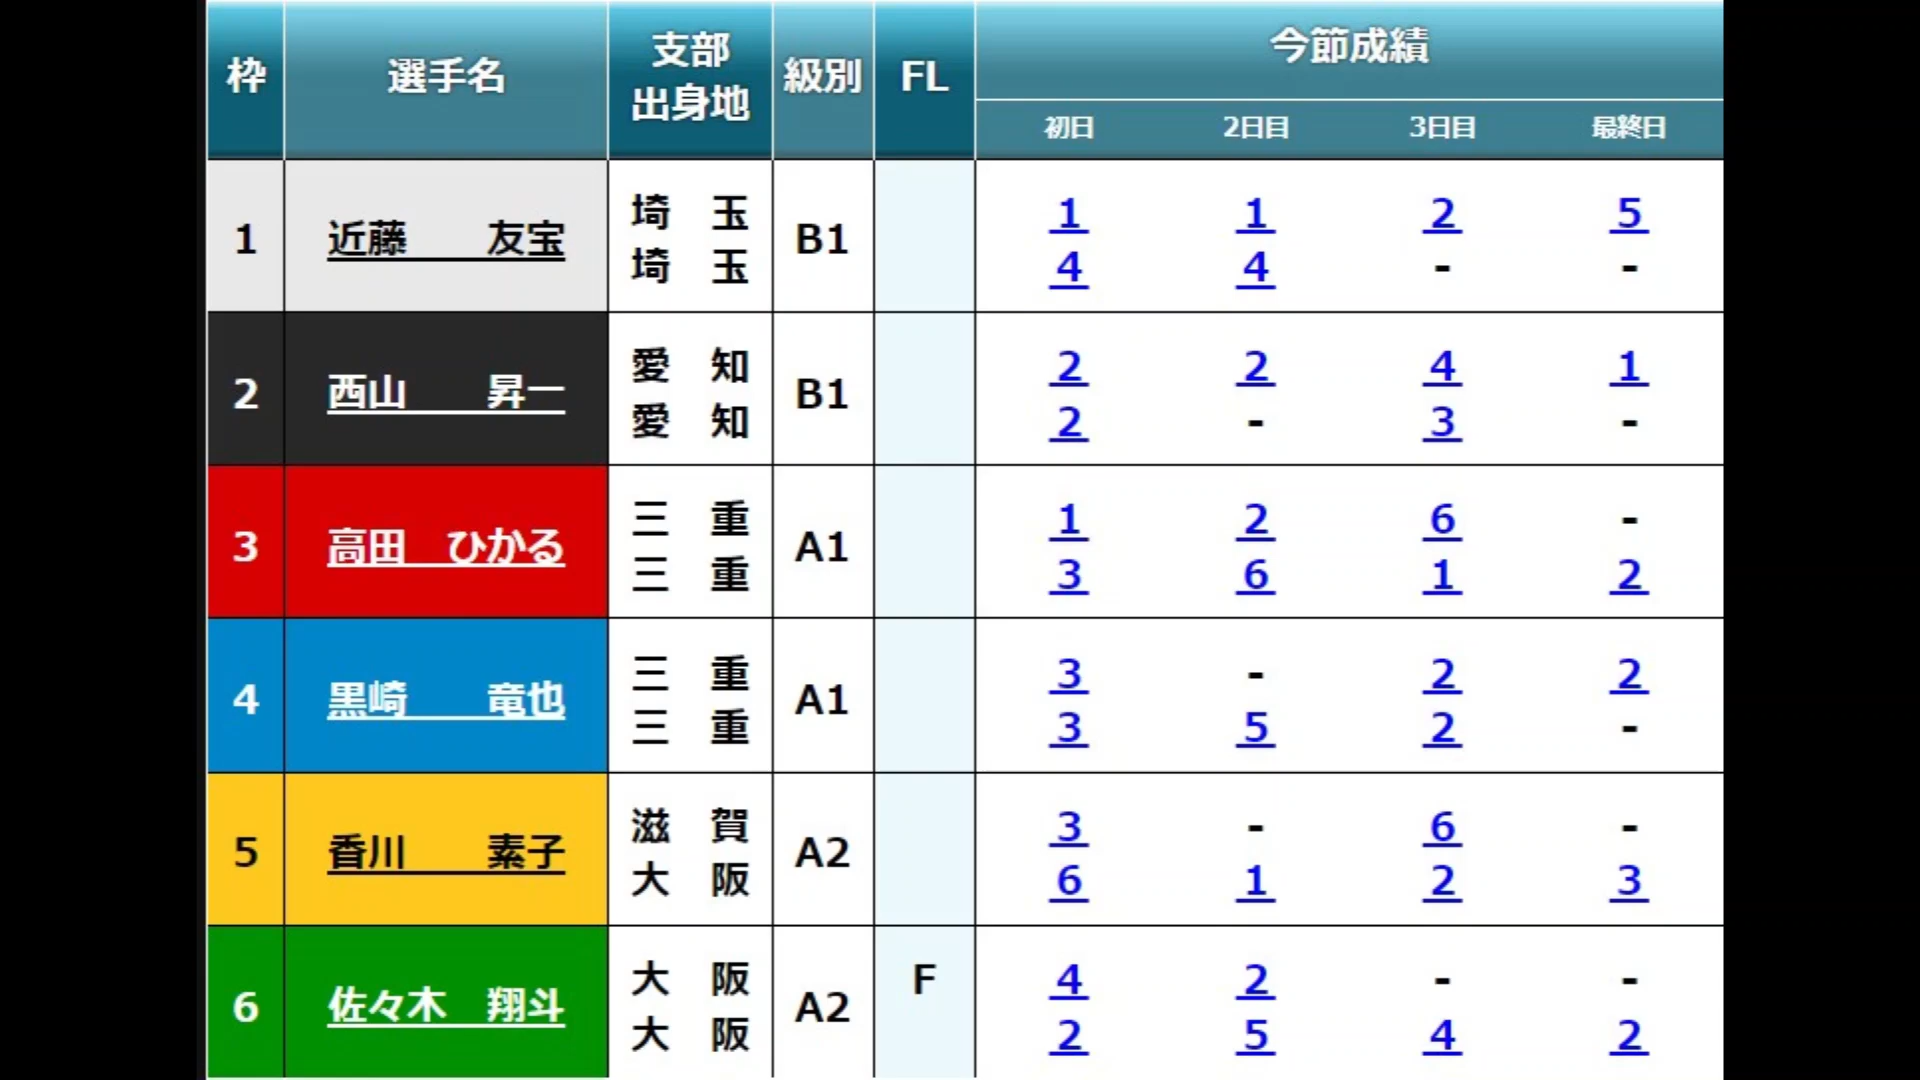 枠 選手名 支部 出身地 級別 FL 今節成績
初日 2日目 3日目 最終日
1 近藤 友宝 埼玉 B1 1 1 2 5
埼玉 4 4 - -
2 西山 昇一 愛知 B1 2 2 4 1
愛知 2 - 3 -
3 高田 ひかる 三重 A1 1 2 6 -
三重 3 6 1 2
4 黒崎 竜也 三重 A1 3 - 2 2
三重 3 5 2 -
5 香川 素子 滋賀 A2 3 - 6 -
大阪 6 1 2 3
6 佐々木 翔斗 大阪 A2 F 4 2 - -
大阪 2 5 4 2